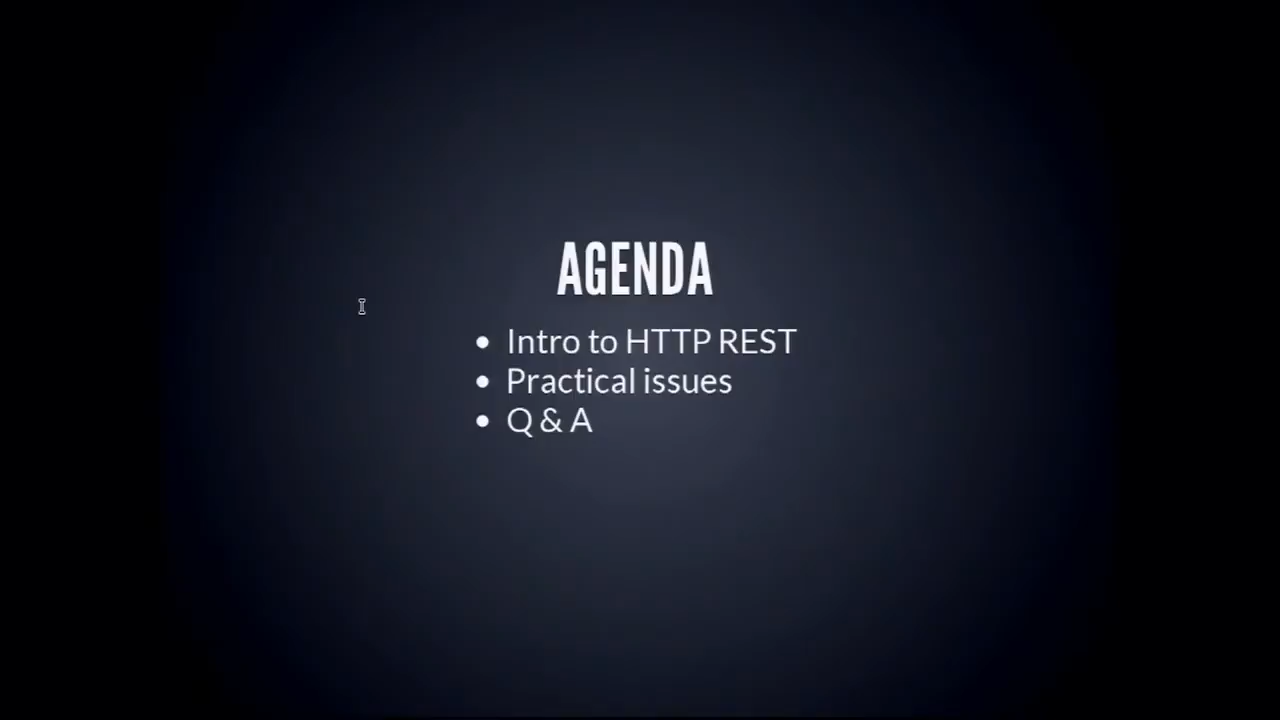 AGENDA
Intro to HTTP REST
Practical issues
Q & A